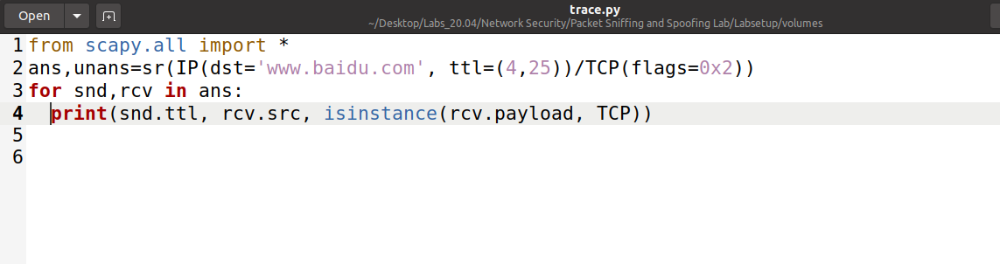 Open
trace.py
~/Desktop/Labs_20.04/Network Security/Packet Sniffing and Spoofing Lab/Labsetup/volumes
1 from scapy.all import *
2 ans,unans=sr(IP(dst='www.baidu.com', ttl=(4,25))/TCP(flags=0x2))
3 for snd,rcv in ans:
4   print(snd.ttl, rcv.src, isinstance(rcv.payload, TCP))
5
6